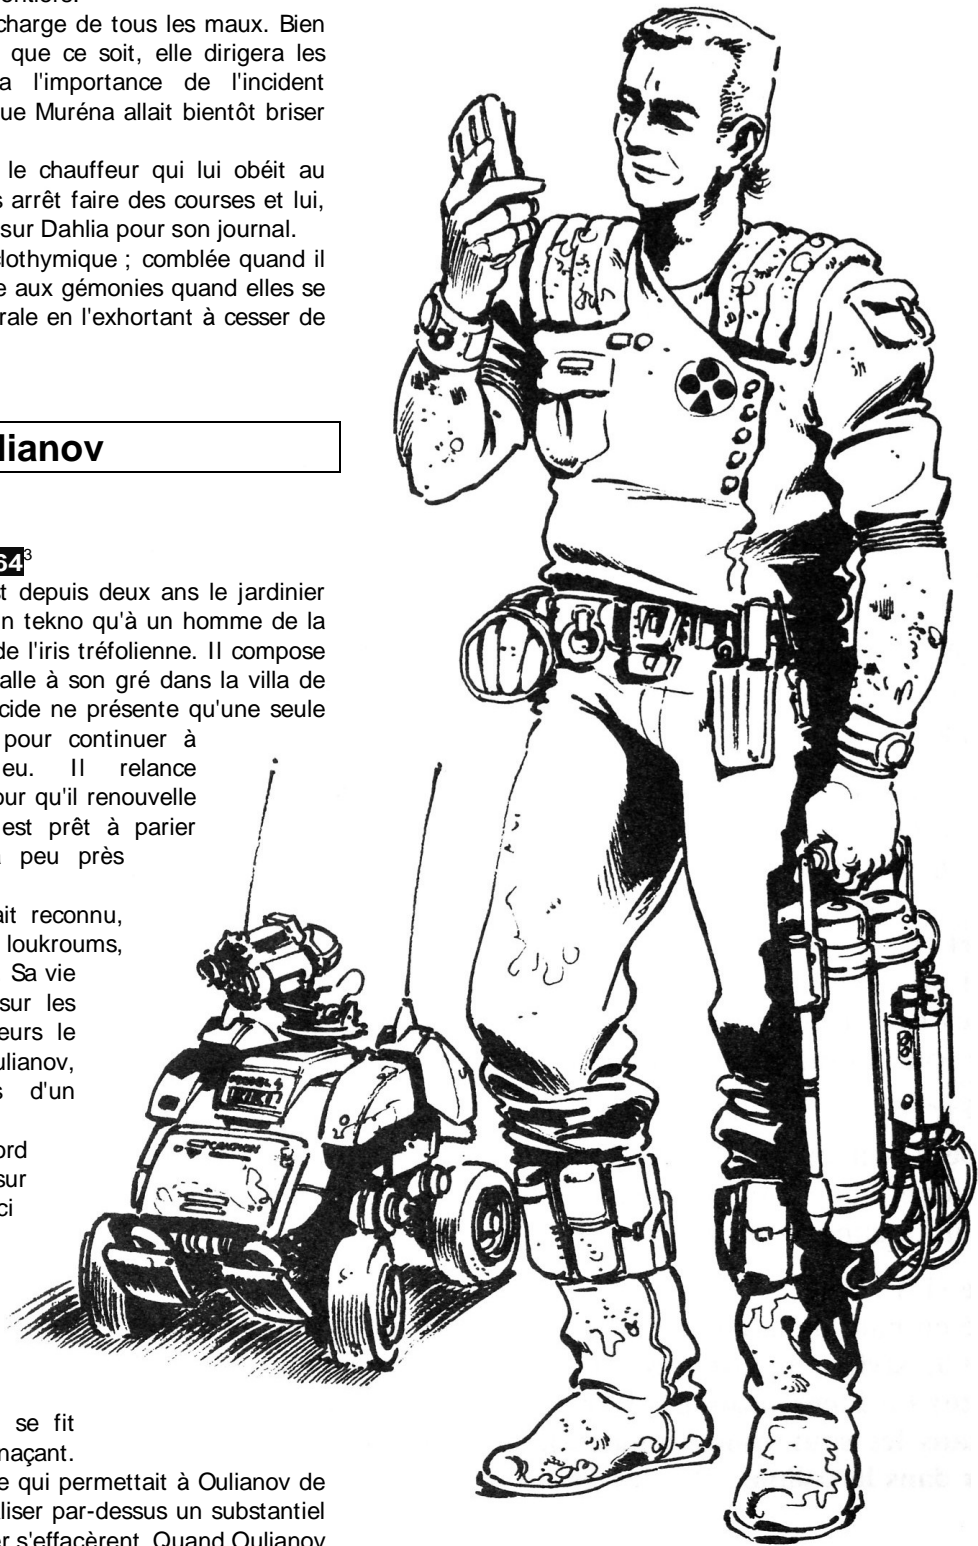 charge de tous les maux. Bien
que ce soit, elle dirigera les
a l'importance de l'incident
ue Muréna allait bientôt briser
le chauffeur qui lui obéit au
s arrêt faire des courses et lui,
sur Dahlia pour son journal.
clothymique ; comblée quand il
e aux gémonies quand elles se
rale en l'exhortant à cesser de
lianov
64³
t depuis deux ans le jardinier
n tekno qu'à un homme de la
de l'iris tréfolienne. Il compose
alle à son gré dans la villa de
cide ne présente qu'une seule
pour continuer à
eu. Il relance
our qu'il renouvelle
est prêt à parier
peu près
ait reconnu,
loukroums,
Sa vie
sur les
eurs le
ulianov,
s d'un
ord
sur
ci
se fit
naçant.
e qui permettait à Oulianov de
aliser par-dessus un substantiel
er s'effacèrent. Quand Oulianov
KIKI